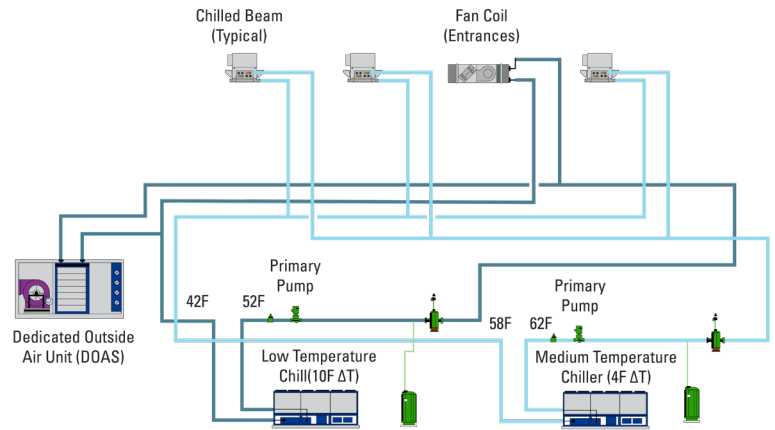 Chilled Beam
(Typical)
Fan Coil
(Entrances)
Primary
Pump
42F
52F
Primary
Pump
58F
62F
Dedicated Outside
Air Unit (DOAS)
Low Temperature
Chill(10F ΔT)
Medium Temperature
Chiller (4F ΔT)